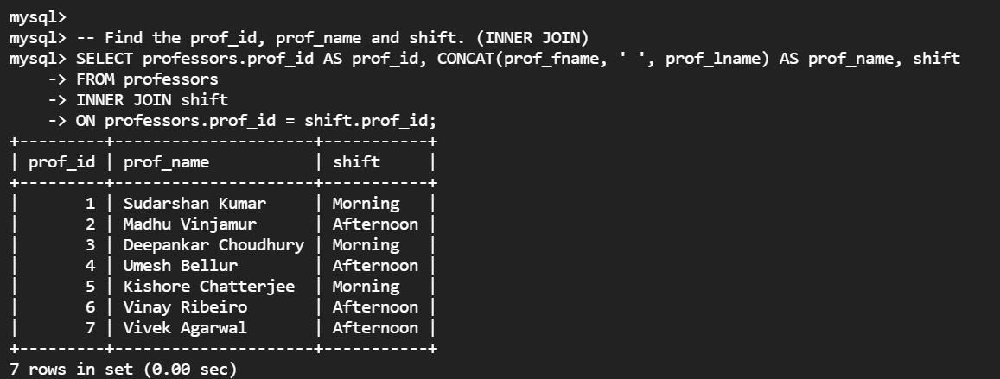 mysql>
mysql> -- Find the prof_id, prof_name and shift. (INNER JOIN)
mysql> SELECT professors.prof_id AS prof_id, CONCAT(prof_fname, ' ', prof_lname) AS prof_name, shift
    -> FROM professors
    -> INNER JOIN shift
    -> ON professors.prof_id = shift.prof_id;
+---------+---------------------+-----------+
| prof_id | prof_name           | shift     |
+---------+---------------------+-----------+
|       1 | Sudarshan Kumar     | Morning   |
|       2 | Madhu Vinjamur      | Afternoon |
|       3 | Deepankar Choudhury | Morning   |
|       4 | Umesh Bellur        | Afternoon |
|       5 | Kishore Chatterjee  | Morning   |
|       6 | Vinay Ribeiro       | Afternoon |
|       7 | Vivek Agarwal       | Afternoon |
+---------+---------------------+-----------+
7 rows in set (0.00 sec)